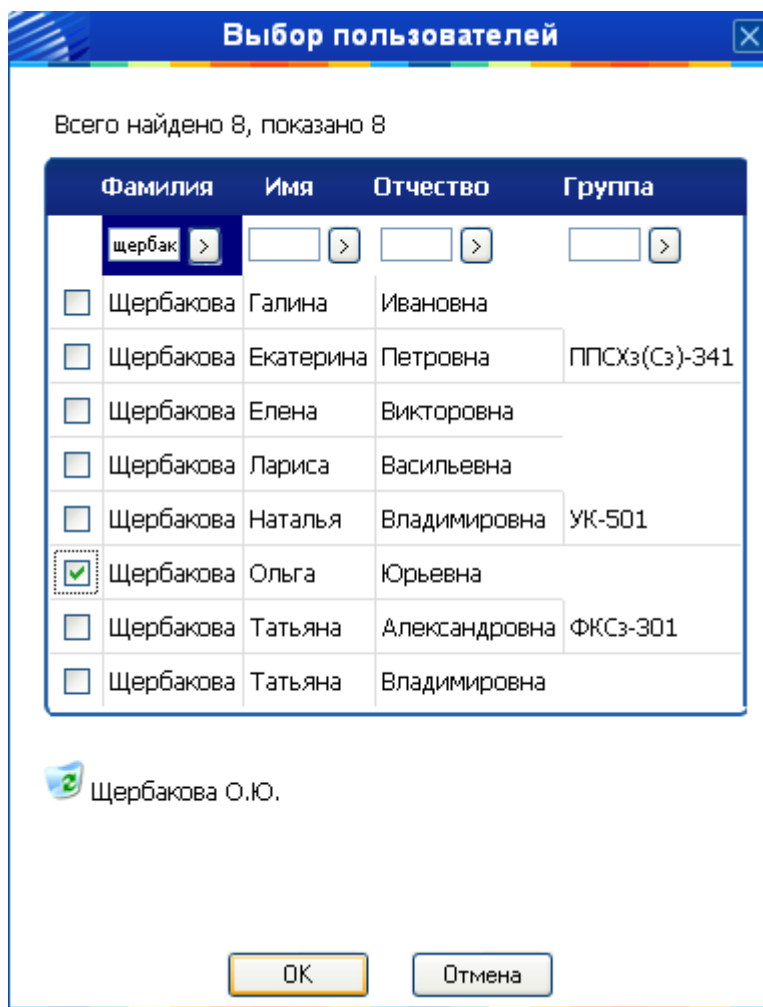 Выбор пользователей
Всего найдено 8, показано 8
Фамилия Имя Отчество Группа
щербак > > > >
Щербакова Галина Ивановна
Щербакова Екатерина Петровна ППСХз(Сз)-341
Щербакова Елена Викторовна
Щербакова Лариса Васильевна
Щербакова Наталья Владимировна УК-501
Щербакова Ольга Юрьевна
Щербакова Татьяна Александровна ФКСз-301
Щербакова Татьяна Владимировна
Щербакова О.Ю.
ОК Отмена